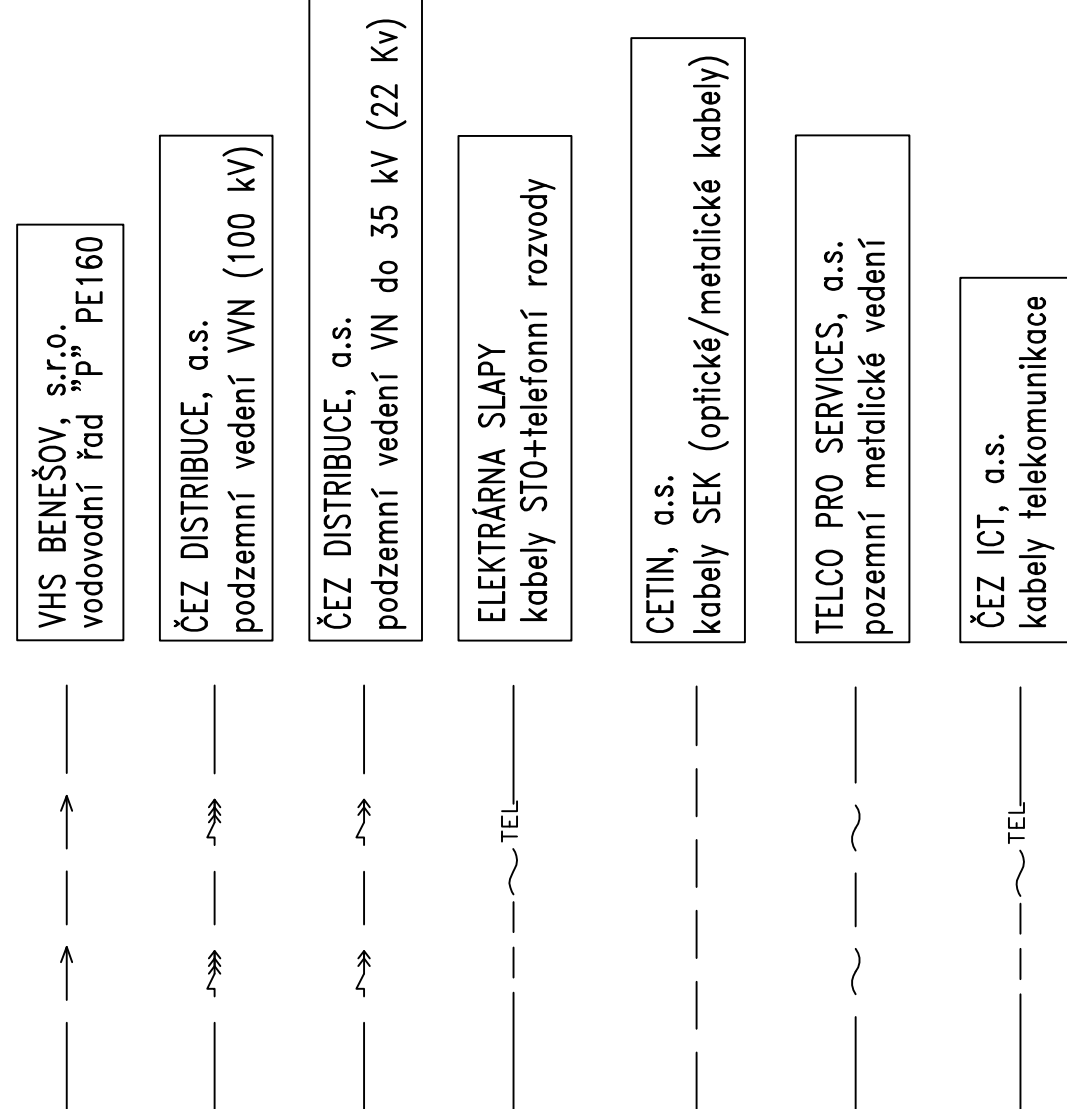 VHS BENEŠOV, s.r.o.
vodovodní řad "P" PE160
ČEZ DISTRIBUCE, a.s.
podzemní vedení VVN (100 kV)
ČEZ DISTRIBUCE, a.s.
podzemní vedení VN do 35 kV (22 Kv)
ELEKTRÁRNA SLAPY
kabely STO+telefonní rozvody
TEL
CETIN, a.s.
kabely SEK (optické/metalické kabely)
TELCO PRO SERVICES, a.s.
pozemní metalické vedení
ČEZ ICT, a.s.
kabely telekomunikace
TEL